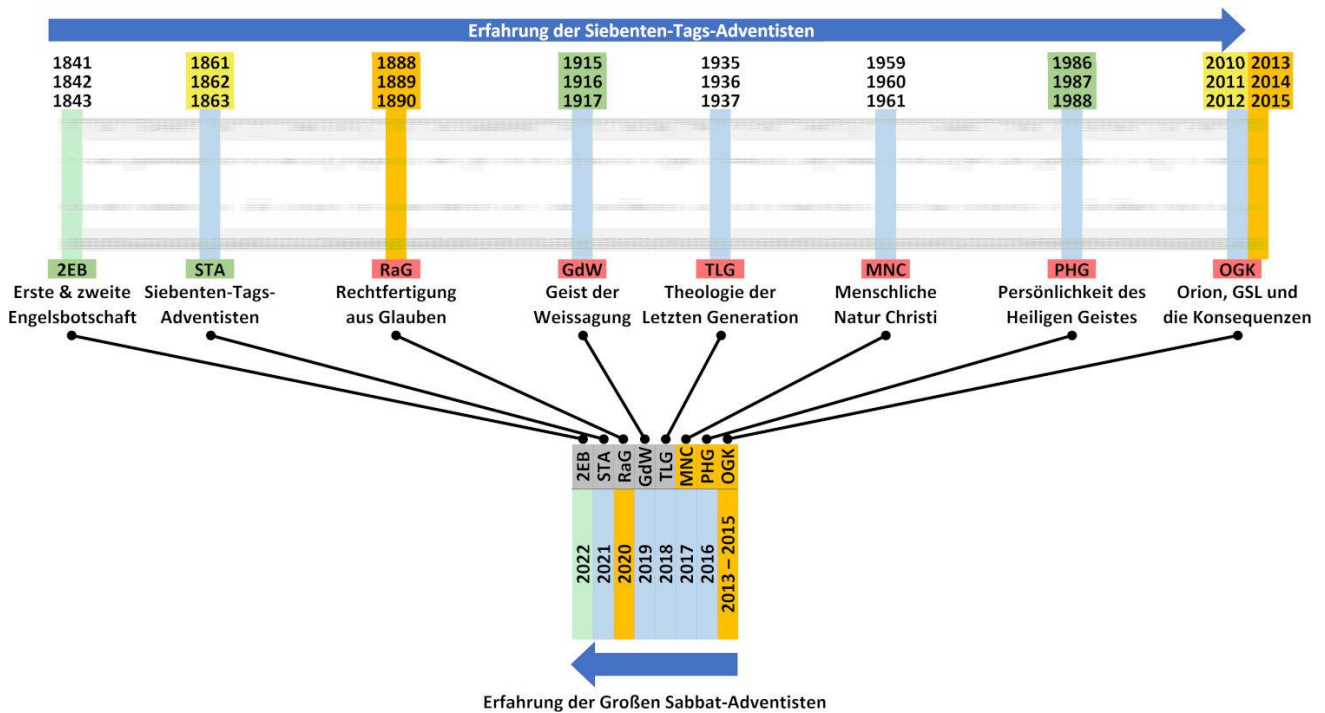 Erfahrung der Siebenten-Tags-Adventisten
1841 1861 1888 1915 1935 1959 1986 2010 2013
1842 1862 1889 1916 1936 1960 1987 2011 2014
1843 1863 1890 1917 1937 1961 1988 2012 2015
2EB STA RaG GdW TLG MNC PHG OGK
Erste & zweite Siebenten-Tags- Rechtfertigung Geist der Theologie der Menschliche Persönlichkeit des Orion, GSL und
Engelsbotschaft Adventisten aus Glauben Weissagung Letzten Generation Natur Christi Heiligen Geistes die Konsequenzen
2EB STA RaG GdW TLG MNC PHG OGK
2022 2021 2020 2019 2018 2017 2016 2013 – 2015
Erfahrung der Großen Sabbat-Adventisten